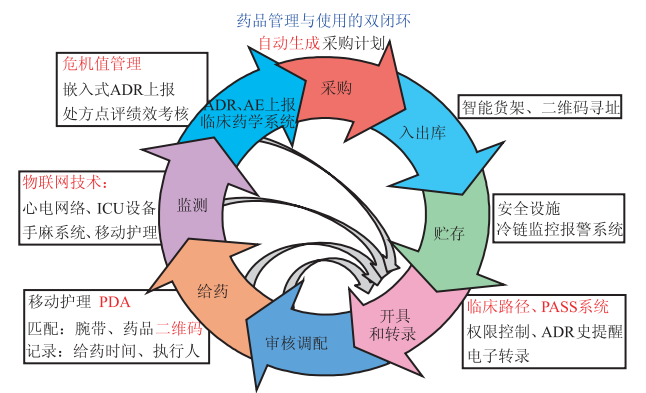 药品管理与使用的双闭环
自动生成采购计划
危机值管理
嵌入式ADR上报
处方点评绩效考核
ADR、AE上报
临床药学系统
采购
入出库
智能货架、二维码寻址
物联网技术：
心电网络、ICU设备
手麻系统、移动护理
监测
贮存
安全设施
冷链监控报警系统
移动护理 PDA
匹配：腕带、药品二维码
记录：给药时间、执行人
给药
审核调配
开具
和转录
临床路径、PASS系统
权限控制、ADR史提醒
电子转录